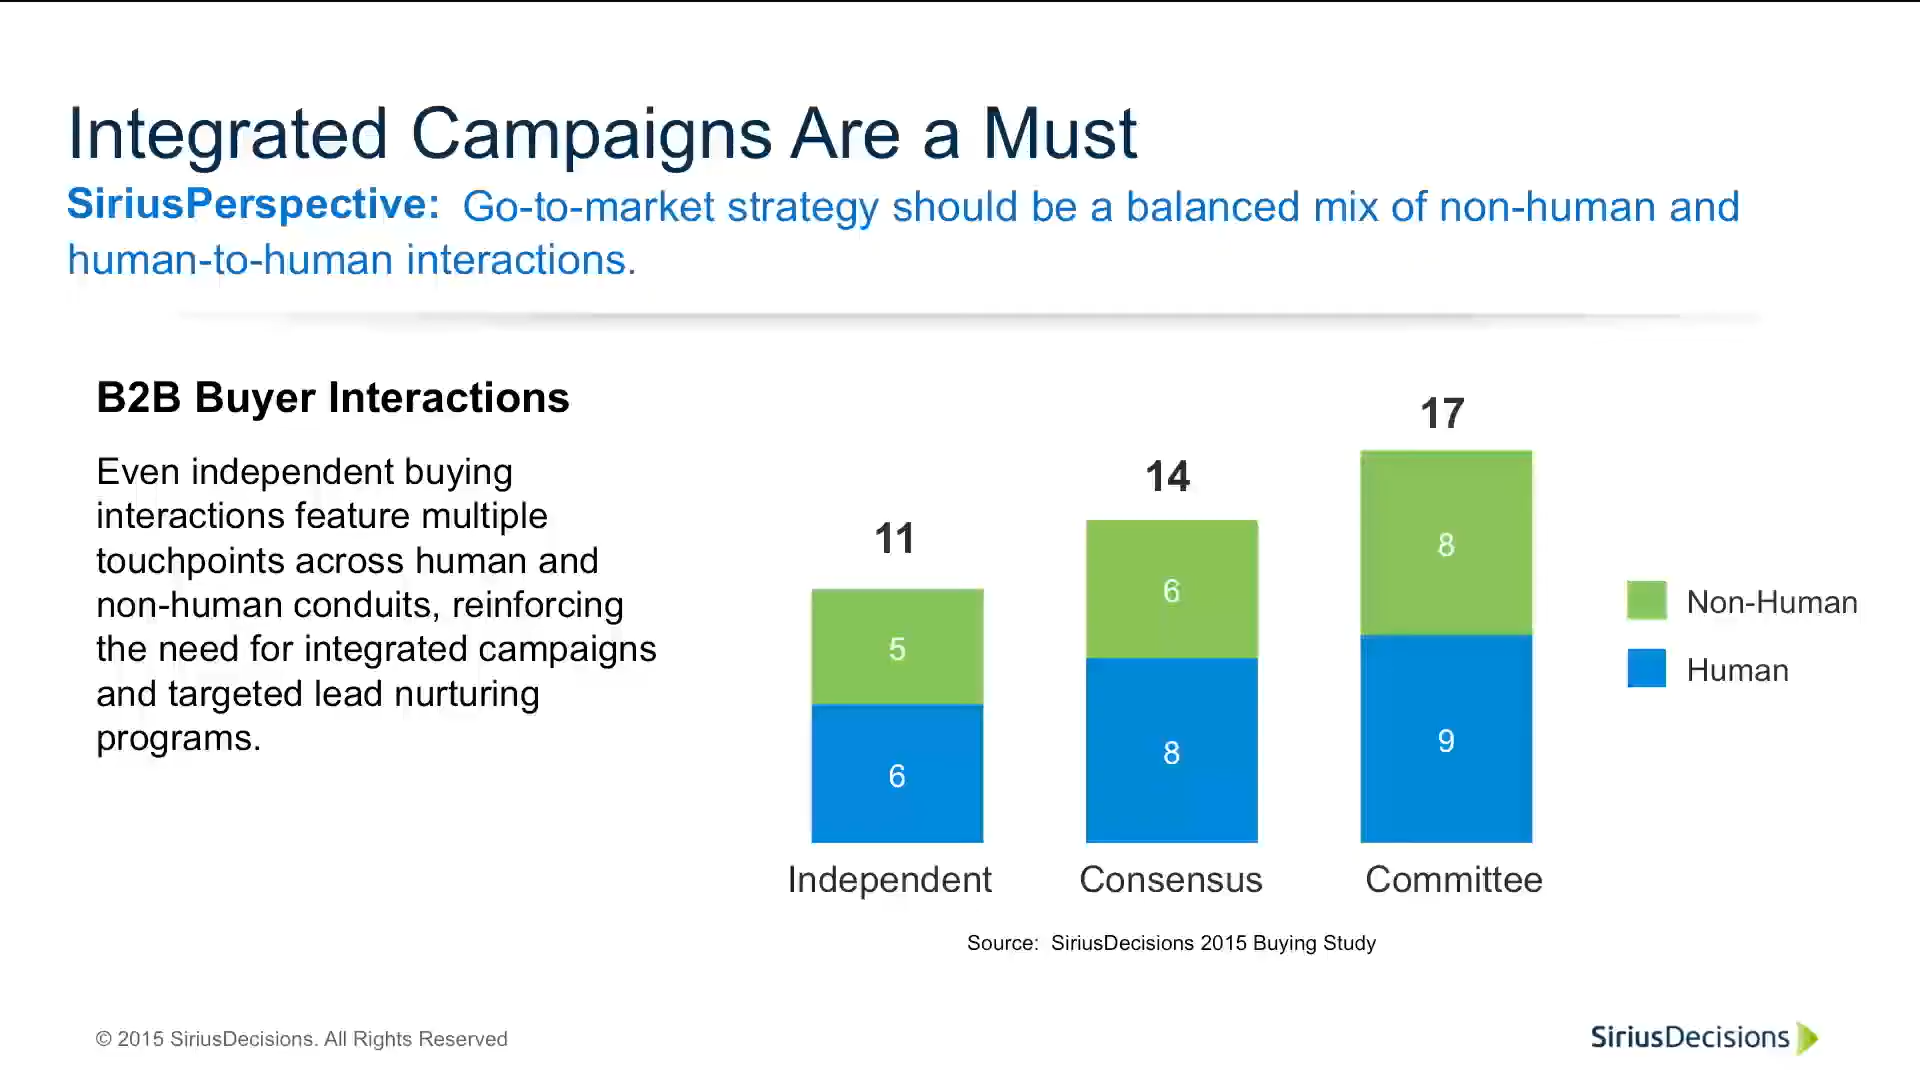 Integrated Campaigns Are a Must
SiriusPerspective: Go-to-market strategy should be a balanced mix of non-human and
human-to-human interactions.
B2B Buyer Interactions
Even independent buying
interactions feature multiple
touchpoints across human and
non-human conduits, reinforcing
the need for integrated campaigns
and targeted lead nurturing
programs.
11
14
17
5
6
8
6
8
9
Non-Human
Human
Independent
Consensus
Committee
Source: SiriusDecisions 2015 Buying Study
© 2015 SiriusDecisions. All Rights Reserved
SiriusDecisions